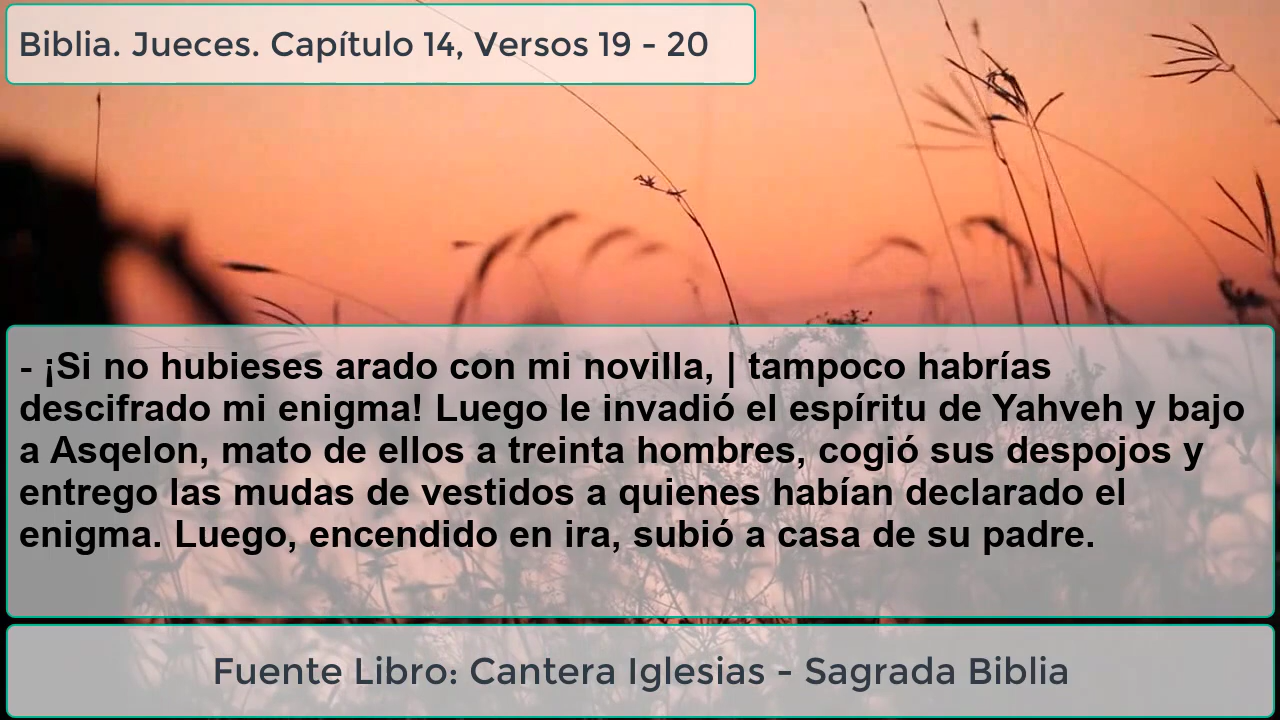 Biblia. Jueces. Capítulo 14, Versos 19 - 20
- ¡Si no hubieses arado con mi novilla, | tampoco habrías
descifrado mi enigma! Luego le invadió el espíritu de Yahveh y bajo
a Asqelon, mato de ellos a treinta hombres, cogió sus despojos y
entrego las mudas de vestidos a quienes habían declarado el
enigma. Luego, encendido en ira, subió a casa de su padre.
Fuente Libro: Cantera Iglesias - Sagrada Biblia